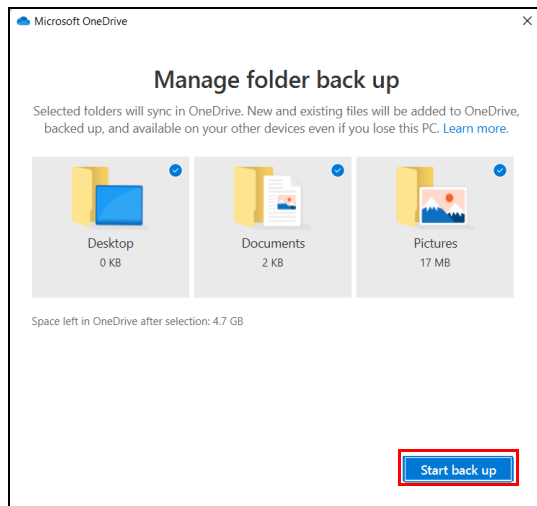 Microsoft OneDrive
Manage folder back up
Selected folders will sync in OneDrive. New and existing files will be added to OneDrive,
backed up, and available on your other devices even if you lose this PC. Learn more.
Desktop
0 KB
Documents
2 KB
Pictures
17 MB
Space left in OneDrive after selection: 4.7 GB
Start back up